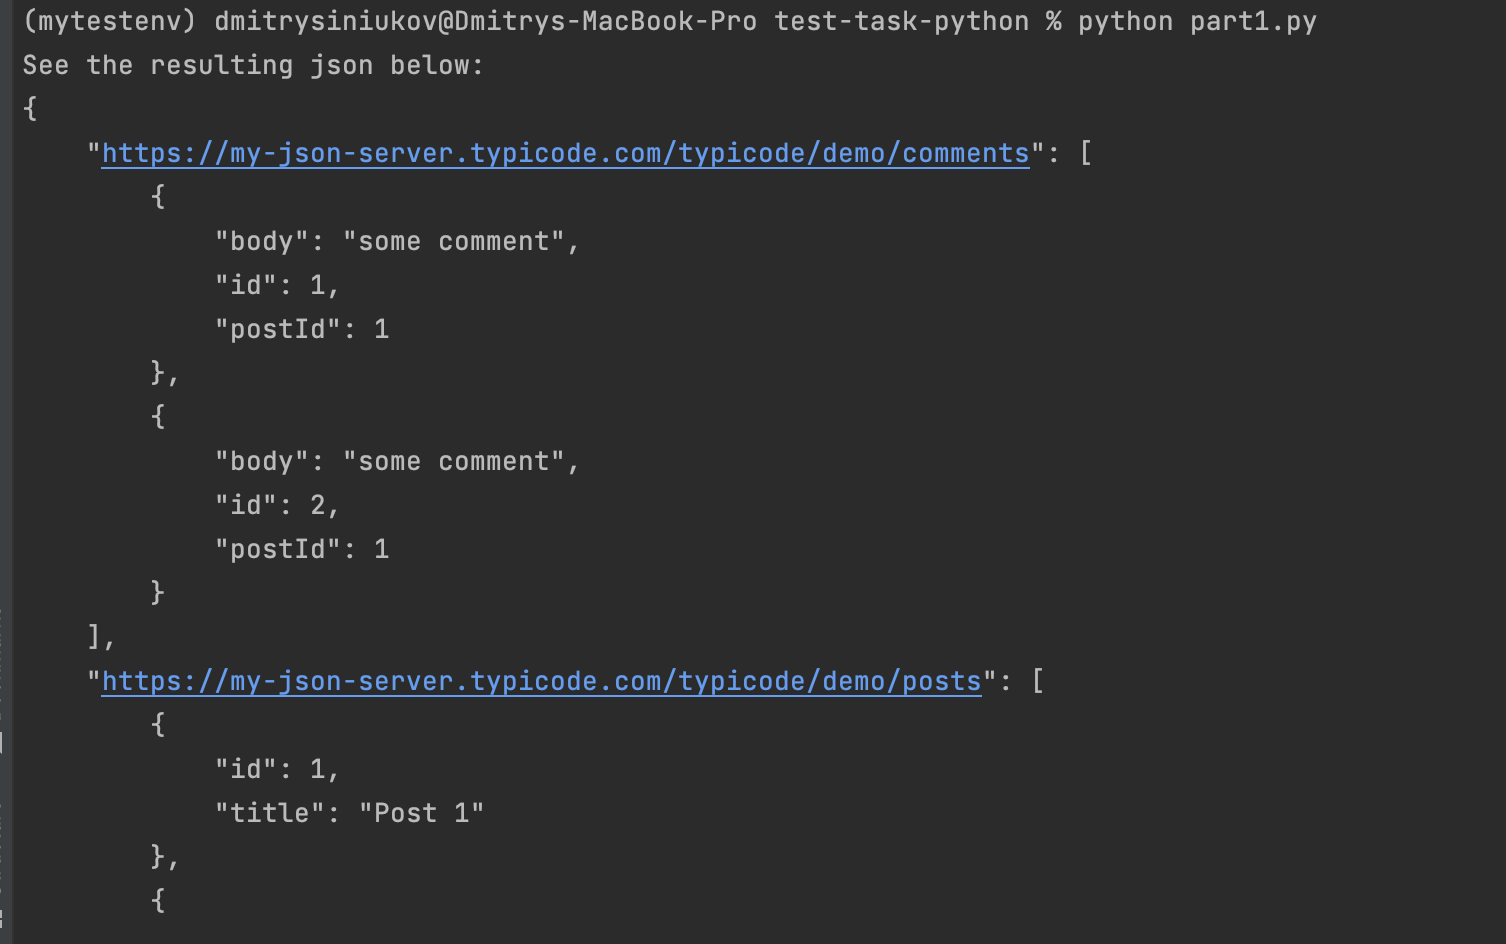 (mytestenv) dmitrysiniukov@Dmitrys-MacBook-Pro test-task-python % python part1.py
See the resulting json below:
{
    "https://my-json-server.typicode.com/typicode/demo/comments": [
        {
            "body": "some comment",
            "id": 1,
            "postId": 1
        },
        {
            "body": "some comment",
            "id": 2,
            "postId": 1
        }
    ],
    "https://my-json-server.typicode.com/typicode/demo/posts": [
        {
            "id": 1,
            "title": "Post 1"
        },
        {